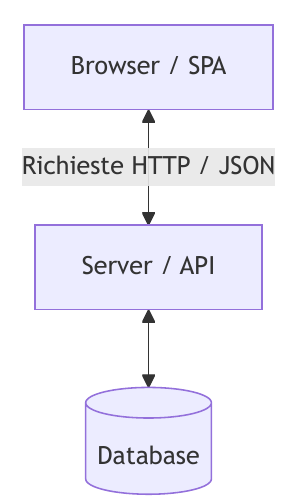 Browser / SPA
Richieste HTTP / JSON
Server / API
Database